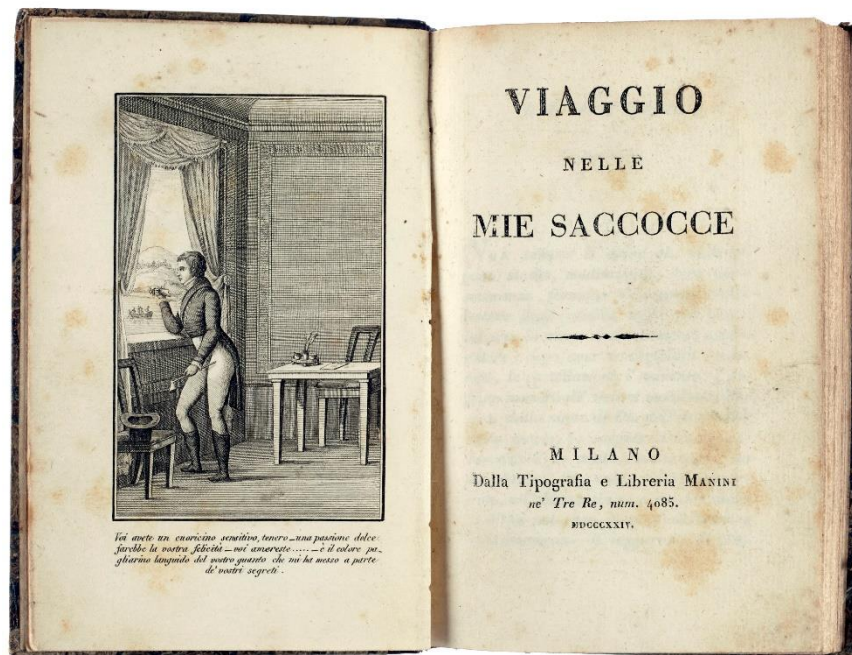 Voi avete un cuoricino sensitivo, tenero _ una passione dolce
farebbe la vostra felicità _ voi amereste ..... _ è il colore pa_
gliarino languido del vostro guanto che mi ha messo a parte
de' vostri segreti.
VIAGGIO
NELLE
MIE SACCOCCE
MILANO
Dalla Tipografia e Libreria MANINI
ne' Tre Re, num. 4085.
MDCCCXXIV.